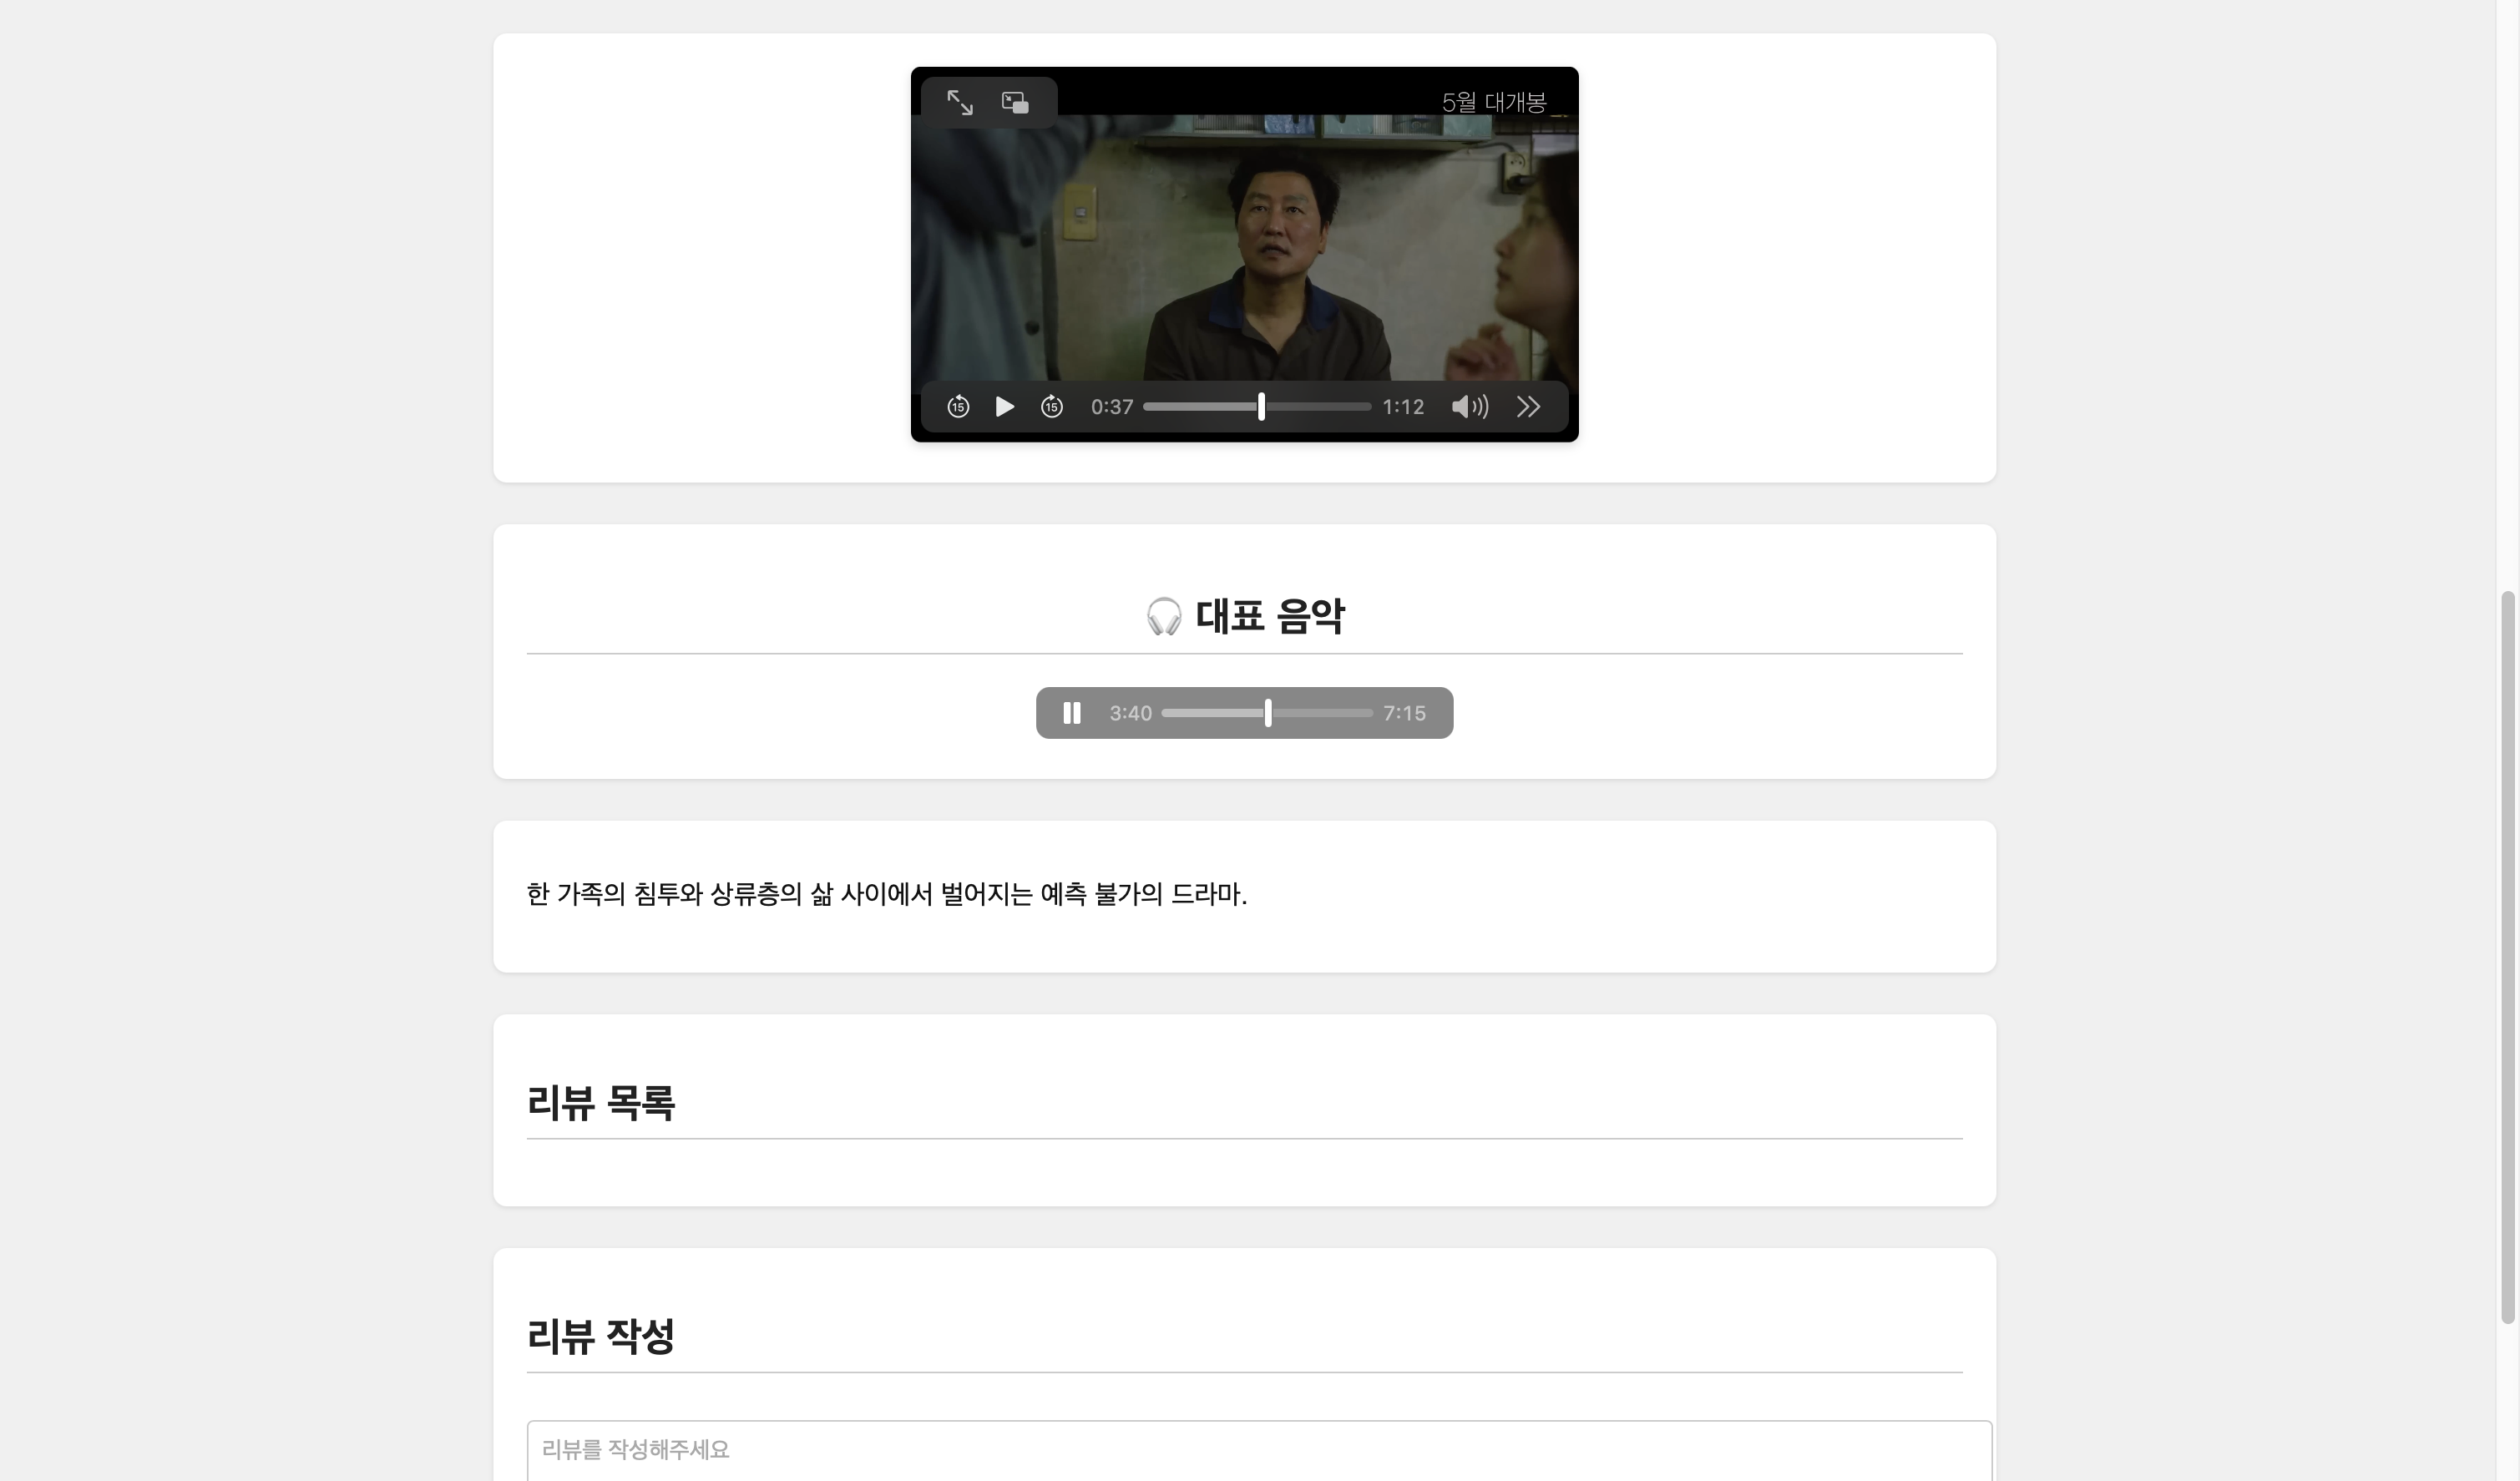 5월 대개봉
15
15
0:37
1:12
대표 음악
3:40
7:15
한 가족의 침투와 상류층의 삶 사이에서 벌어지는 예측 불가의 드라마.
리뷰 목록
리뷰 작성
리뷰를 작성해주세요